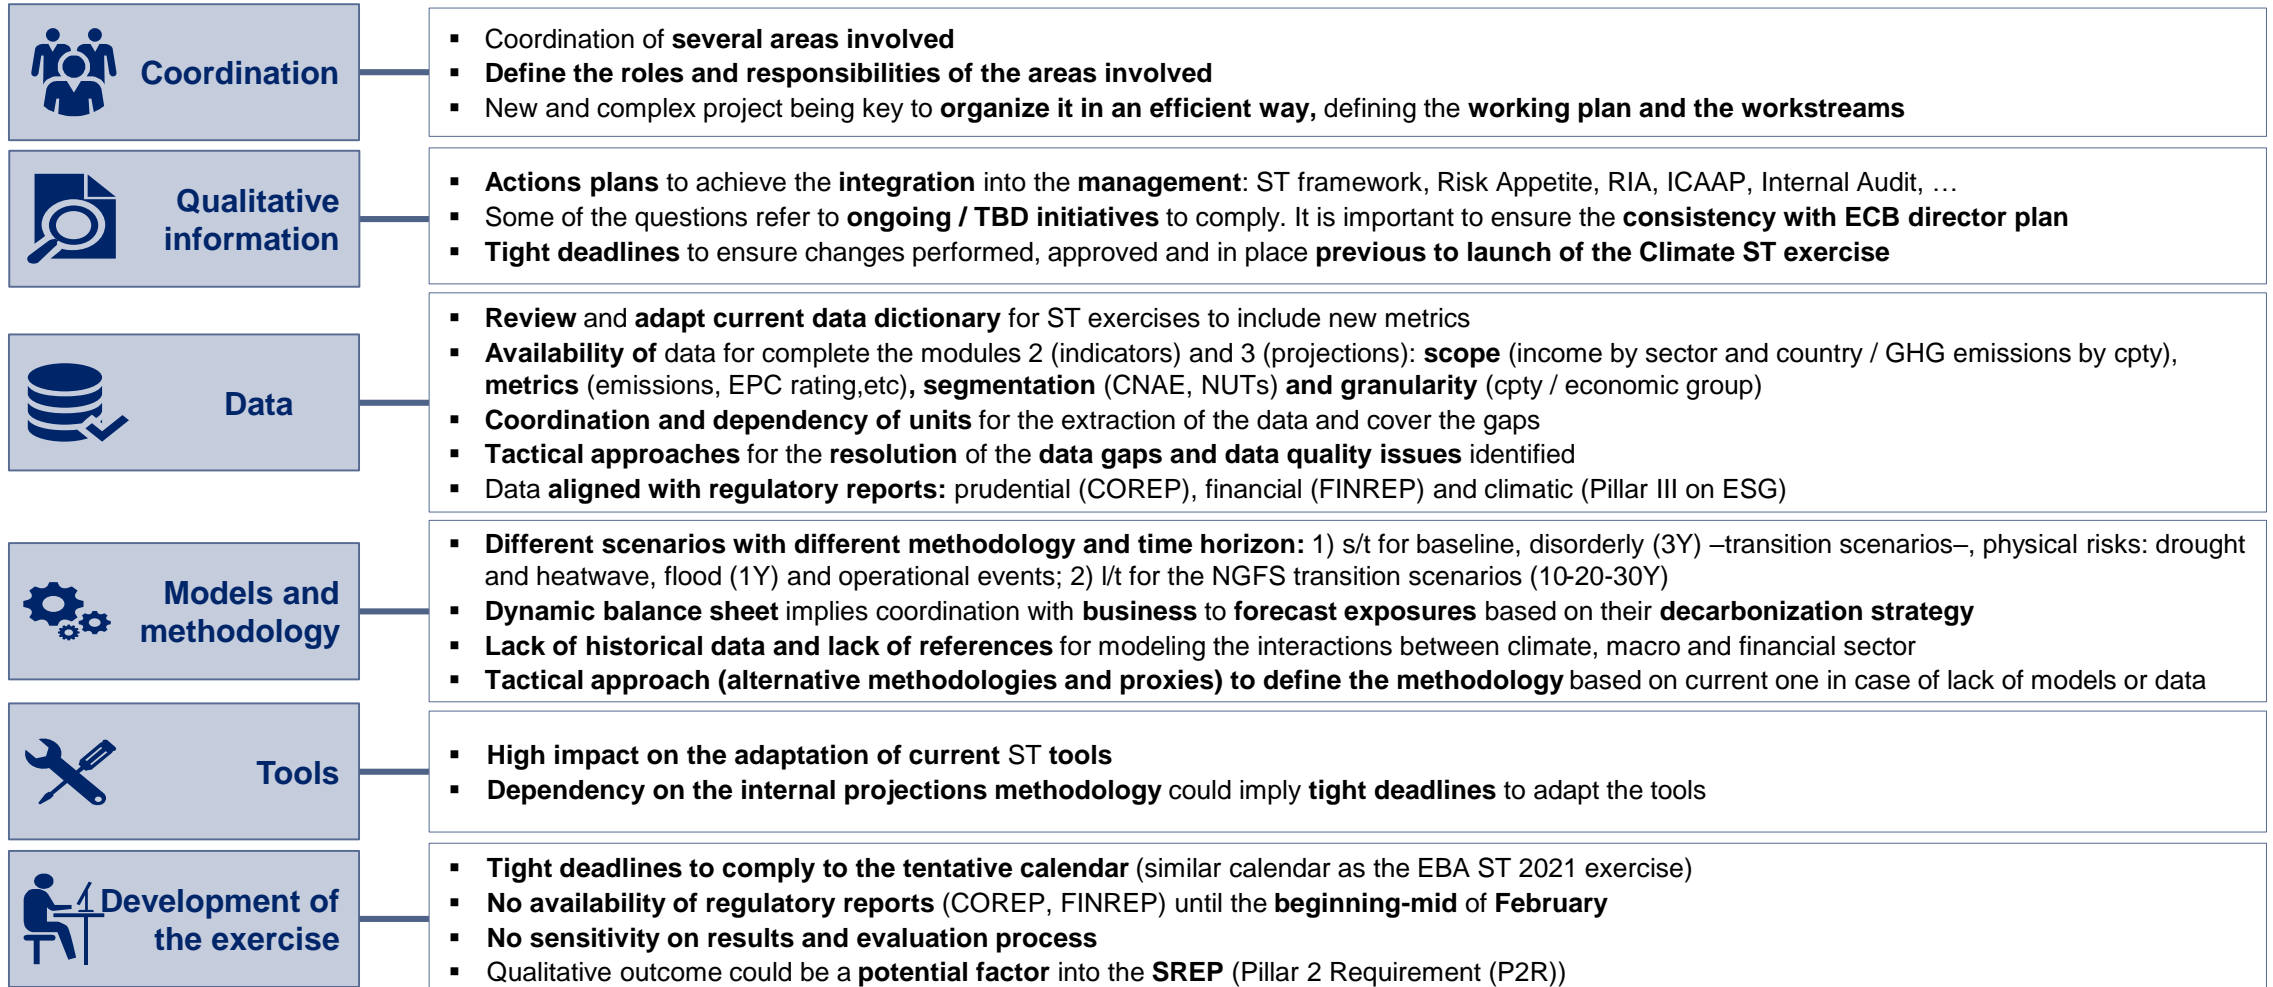 Coordination
▪ Coordination of several areas involved
▪ Define the roles and responsibilities of the areas involved
▪ New and complex project being key to organize it in an efficient way, defining the working plan and the workstreams
Qualitative
information
▪ Actions plans to achieve the integration into the management: ST framework, Risk Appetite, RIA, ICAAP, Internal Audit, …
▪ Some of the questions refer to ongoing / TBD initiatives to comply. It is important to ensure the consistency with ECB director plan
▪ Tight deadlines to ensure changes performed, approved and in place previous to launch of the Climate ST exercise
Data
▪ Review and adapt current data dictionary for ST exercises to include new metrics
▪ Availability of data for complete the modules 2 (indicators) and 3 (projections): scope (income by sector and country / GHG emissions by cpty),
metrics (emissions, EPC rating,etc), segmentation (CNAE, NUTs) and granularity (cpty / economic group)
▪ Coordination and dependency of units for the extraction of the data and cover the gaps
▪ Tactical approaches for the resolution of the data gaps and data quality issues identified
▪ Data aligned with regulatory reports: prudential (COREP), financial (FINREP) and climatic (Pillar III on ESG)
Models and
methodology
▪ Different scenarios with different methodology and time horizon: 1) s/t for baseline, disorderly (3Y) –transition scenarios–, physical risks: drought
and heatwave, flood (1Y) and operational events; 2) l/t for the NGFS transition scenarios (10-20-30Y)
▪ Dynamic balance sheet implies coordination with business to forecast exposures based on their decarbonization strategy
▪ Lack of historical data and lack of references for modeling the interactions between climate, macro and financial sector
▪ Tactical approach (alternative methodologies and proxies) to define the methodology based on current one in case of lack of models or data
Tools
▪ High impact on the adaptation of current ST tools
▪ Dependency on the internal projections methodology could imply tight deadlines to adapt the tools
Development of
the exercise
▪ Tight deadlines to comply to the tentative calendar (similar calendar as the EBA ST 2021 exercise)
▪ No availability of regulatory reports (COREP, FINREP) until the beginning-mid of February
▪ No sensitivity on results and evaluation process
▪ Qualitative outcome could be a potential factor into the SREP (Pillar 2 Requirement (P2R))